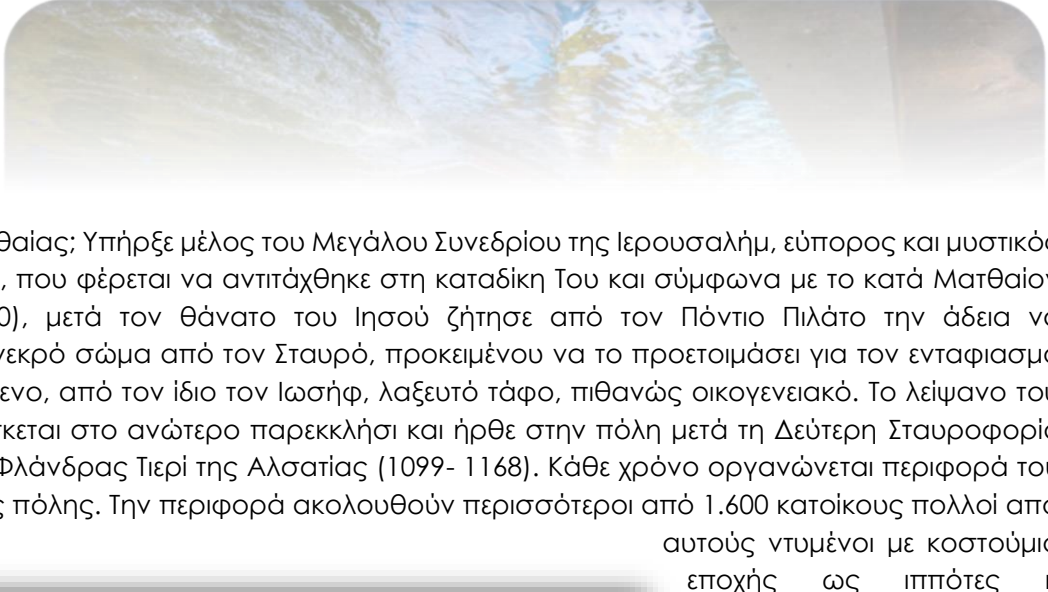 θαίας; Υπήρξε μέλος του Μεγάλου Συνεδρίου της Ιερουσαλήμ, εύπορος και μυστικός
, που φέρεται να αντιτάχθηκε στη καταδίκη Του και σύμφωνα με το κατά Ματθαίον
0), μετά τον θάνατο του Ιησού ζήτησε από τον Πόντιο Πιλάτο την άδεια να
νεκρό σώμα από τον Σταυρό, προκειμένου να το προετοιμάσει για τον ενταφιασμό
ενο, από τον ίδιο τον Ιωσήφ, λαξευτό τάφο, πιθανώς οικογενειακό. Το λείψανο του
σκεται στο ανώτερο παρεκκλήσι και ήρθε στην πόλη μετά τη Δεύτερη Σταυροφορία
Φλάνδρας Τιερί της Αλσατίας (1099- 1168). Κάθε χρόνο οργανώνεται περιφορά του
ς πόλης. Την περιφορά ακολουθούν περισσότεροι από 1.600 κατοίκους πολλοί από
αυτούς ντυμένοι με κοστούμια
εποχής ως ιππότες